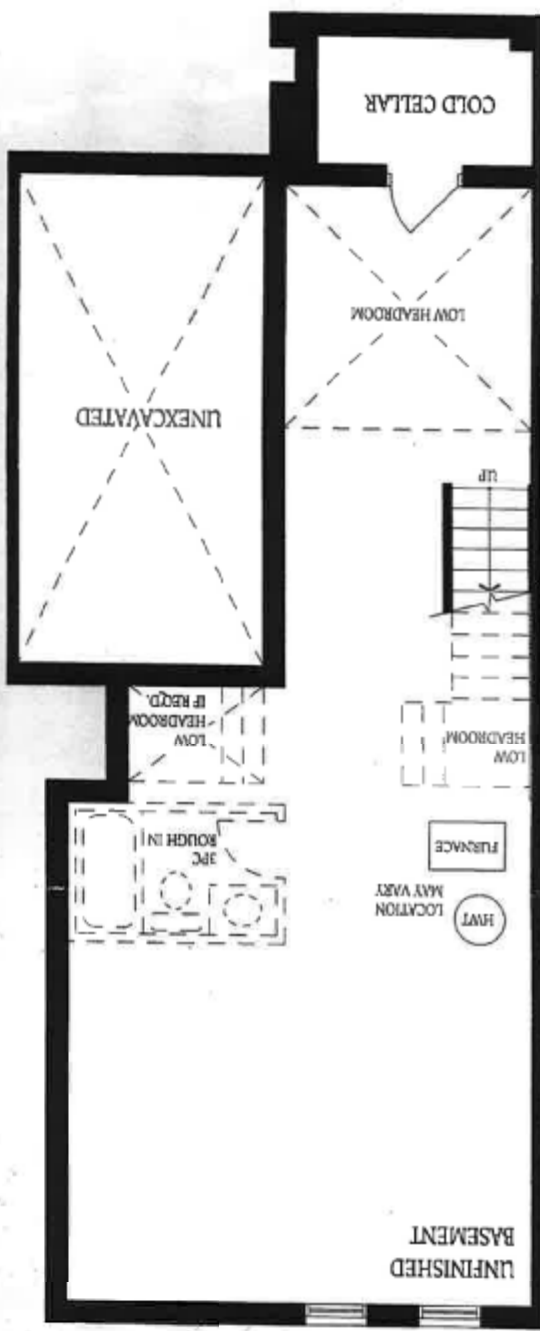 UNFINISHED
BASEMENT
HWT
LOCATION
MAY VARY
FURNACE
3PC
ROUGH IN
LOW
HEADROOM
LOW
HEADROOM
IF REQ'D.
UP
UNEXCAVATED
LOW HEADROOM
COLD CELLAR